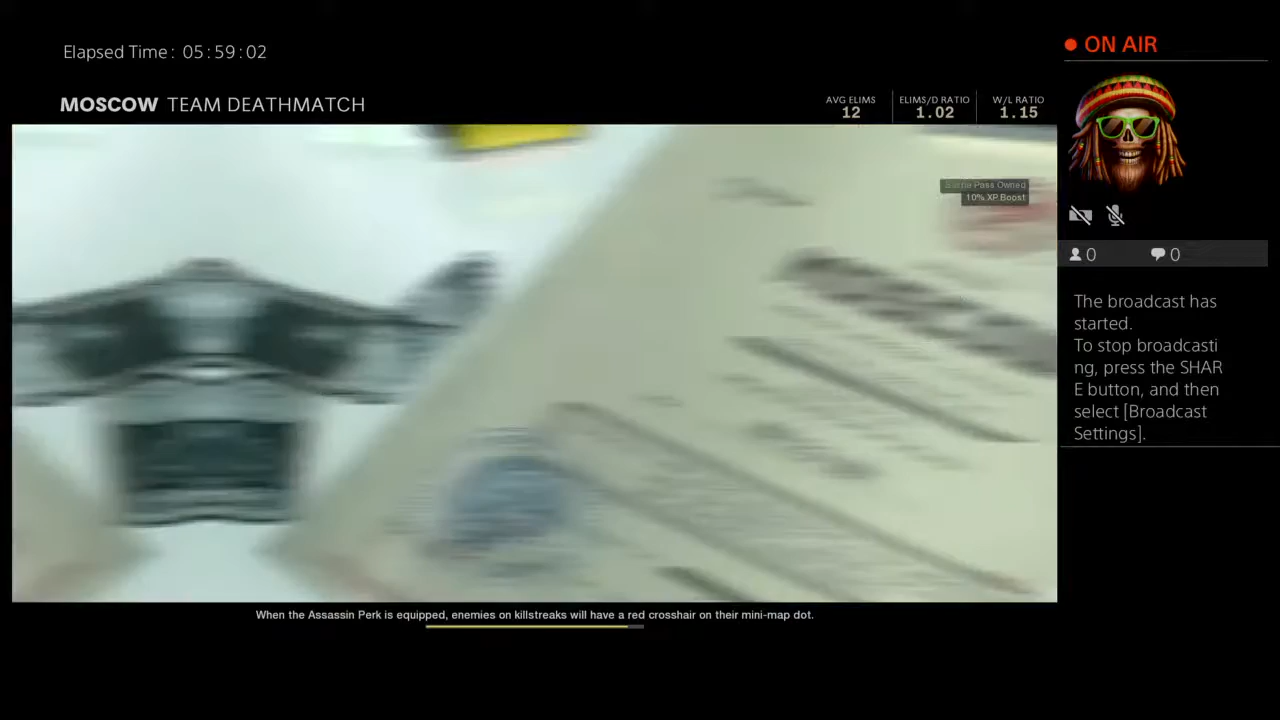 Elapsed Time: 05:59:02
ON AIR
MOSCOW TEAM DEATHMATCH
AVG ELIMS
12
ELIMS/D RATIO
1.02
W/L RATIO
1.15
Battle Pass Owned
10% XP Boost
0
0
The broadcast has
started.
To stop broadcasti
ng, press the SHAR
E button, and then
select [Broadcast
Settings].
When the Assassin Perk is equipped, enemies on killstreaks will have a red crosshair on their mini-map dot.